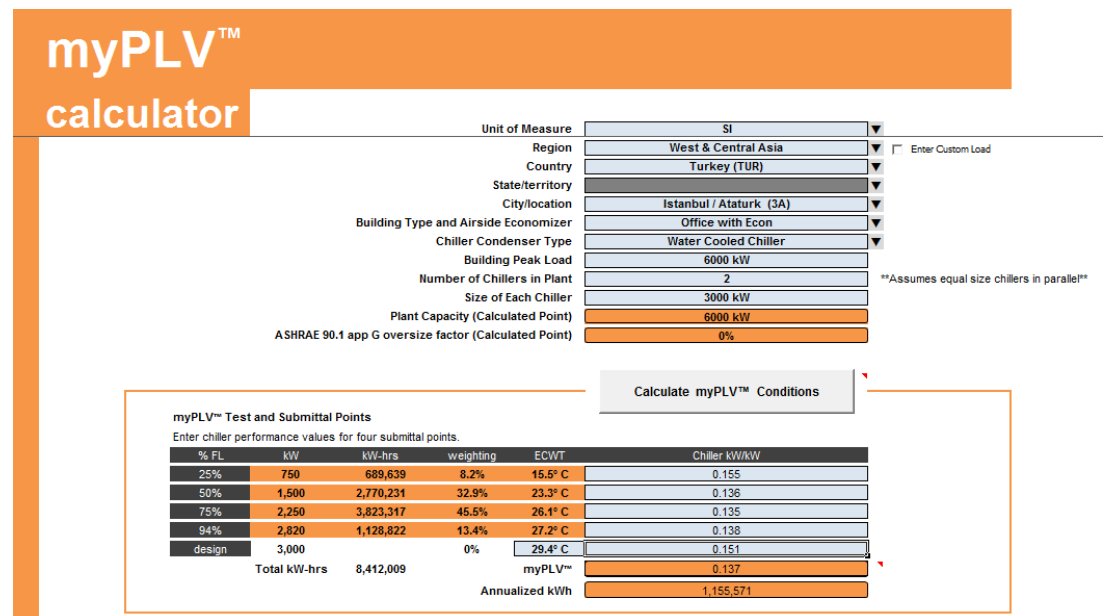 myPLV™
calculator
Unit of Measure SI
Region West & Central Asia Enter Custom Load
Country Turkey (TUR)
State/territory
City/location Istanbul / Ataturk (3A)
Building Type and Airside Economizer Office with Econ
Chiller Condenser Type Water Cooled Chiller
Building Peak Load 6000 kW
Number of Chillers in Plant 2 **Assumes equal size chillers in parallel**
Size of Each Chiller 3000 kW
Plant Capacity (Calculated Point) 6000 kW
ASHRAE 90.1 app G oversize factor (Calculated Point) 0%
Calculate myPLV™ Conditions
myPLV™ Test and Submittal Points
Enter chiller performance values for four submittal points.
% FL kW kW-hrs weighting ECWT Chiller kW/kW
25% 750 689,639 8.2% 15.5° C 0.155
50% 1,500 2,770,231 32.9% 23.3° C 0.136
75% 2,250 3,823,317 45.5% 26.1° C 0.135
94% 2,820 1,128,822 13.4% 27.2° C 0.138
design 3,000 0% 29.4° C 0.151
Total kW-hrs 8,412,009 myPLV™ 0.137
Annualized kWh 1,155,571